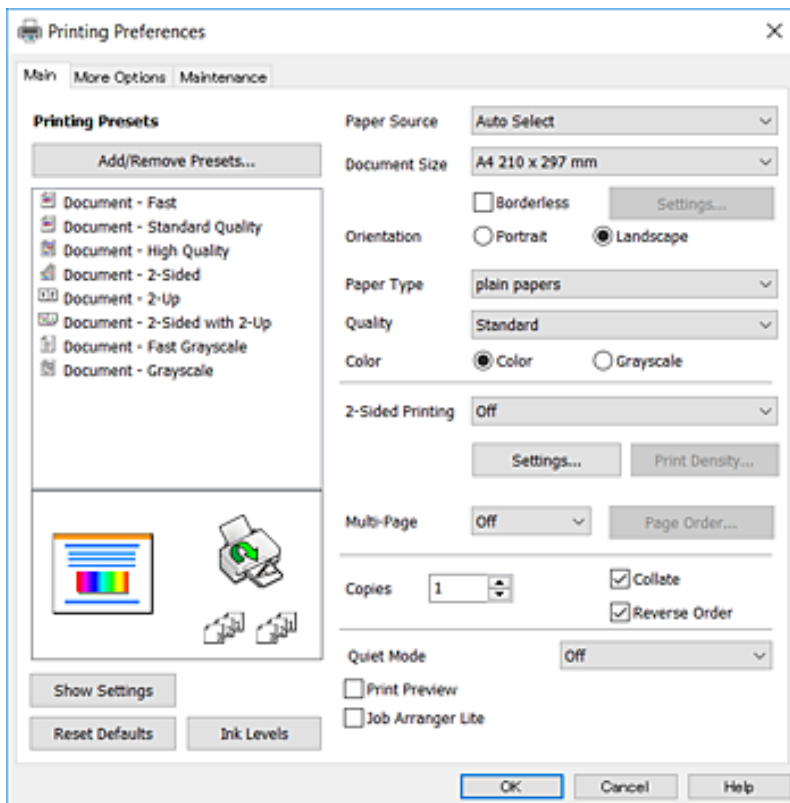 Printing Preferences
Main More Options Maintenance
Printing Presets
Add/Remove Presets...
Document - Fast
Document - Standard Quality
Document - High Quality
Document - 2-Sided
Document - 2-Up
Document - 2-Sided with 2-Up
Document - Fast Grayscale
Document - Grayscale
Show Settings
Reset Defaults Ink Levels
Paper Source Auto Select
Document Size A4 210 x 297 mm
Borderless Settings...
Orientation Portrait Landscape
Paper Type plain papers
Quality Standard
Color Color Grayscale
2-Sided Printing Off
Settings... Print Density...
Multi-Page Off Page Order...
Copies 1 Collate
Reverse Order
Quiet Mode Off
Print Preview
Job Arranger Lite
OK Cancel Help